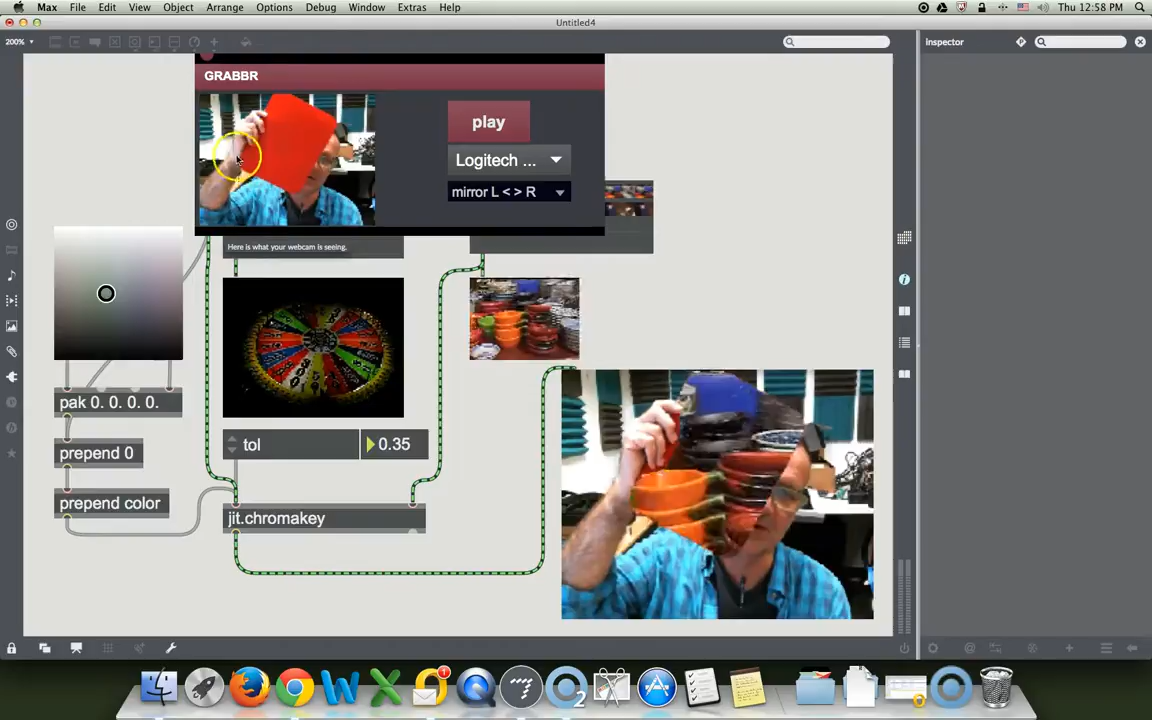 Max File Edit View Object Arrange Options Debug Window Extras Help
Thu 12:58 PM
Untitled4
200%
inspector
GRABBR
play
Logitech ...
mirror L < > R
Here is what your webcam is seeing.
pak 0. 0. 0. 0.
tol 0.35
prepend 0
prepend color
jit.chromakey
1
2